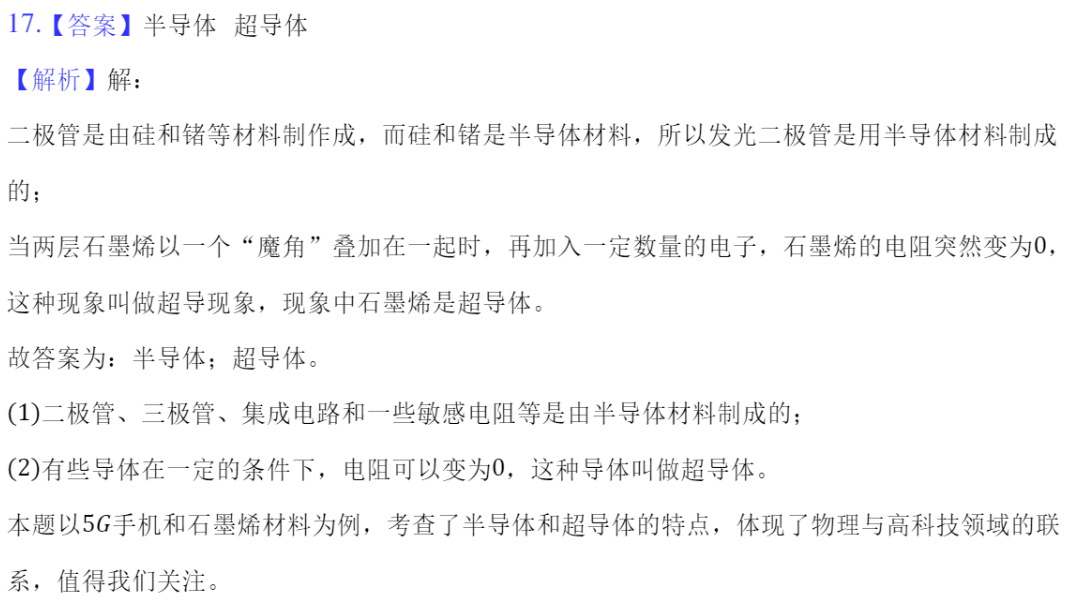 17.【答案】半导体 超导体
【解析】解：
二极管是由硅和锗等材料制作成，而硅和锗是半导体材料，所以发光二极管是用半导体材料制成
的；
当两层石墨烯以一个“魔角”叠加在一起时，再加入一定数量的电子，石墨烯的电阻突然变为0，
这种现象叫做超导现象，现象中石墨烯是超导体。
故答案为：半导体；超导体。
(1)二极管、三极管、集成电路和一些敏感电阻等是由半导体材料制成的；
(2)有些导体在一定的条件下，电阻可以变为0，这种导体叫做超导体。
本题以5G手机和石墨烯材料为例，考查了半导体和超导体的特点，体现了物理与高科技领域的联
系，值得我们关注。